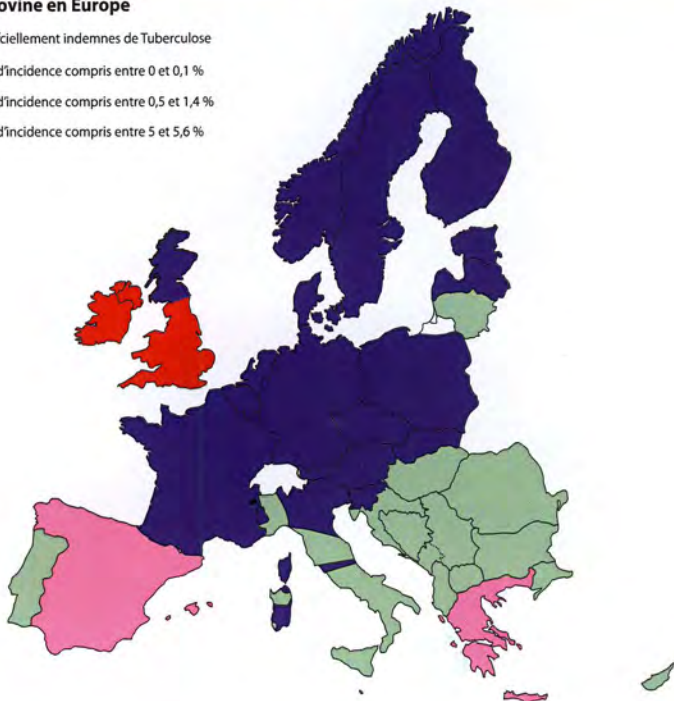 ovine en Europe
ciellement indemnes de Tuberculose
d'incidence compris entre 0 et 0,1 %
d'incidence compris entre 0,5 et 1,4 %
d'incidence compris entre 5 et 5,6 %